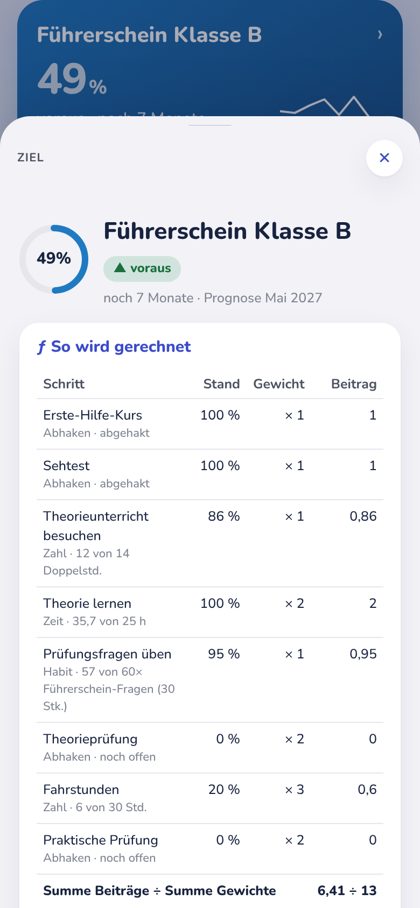 Führerschein Klasse B ›
49 %
voraus · noch 7 Monate
ZIEL
Führerschein Klasse B
49%
▲ voraus
noch 7 Monate · Prognose Mai 2027
ƒ So wird gerechnet
Schritt Stand Gewicht Beitrag
Erste-Hilfe-Kurs 100 % × 1 1
Abhaken · abgehakt
Sehtest 100 % × 1 1
Abhaken · abgehakt
Theorieunterricht 86 % × 1 0,86
besuchen
Zahl · 12 von 14
Doppelstd.
Theorie lernen 100 % × 2 2
Zeit · 35,7 von 25 h
Prüfungsfragen üben 95 % × 1 0,95
Habit · 57 von 60×
Führerschein-Fragen (30
Stk.)
Theorieprüfung 0 % × 2 0
Abhaken · noch offen
Fahrstunden 20 % × 3 0,6
Zahl · 6 von 30 Std.
Praktische Prüfung 0 % × 2 0
Abhaken · noch offen
Summe Beiträge ÷ Summe Gewichte 6,41 ÷ 13